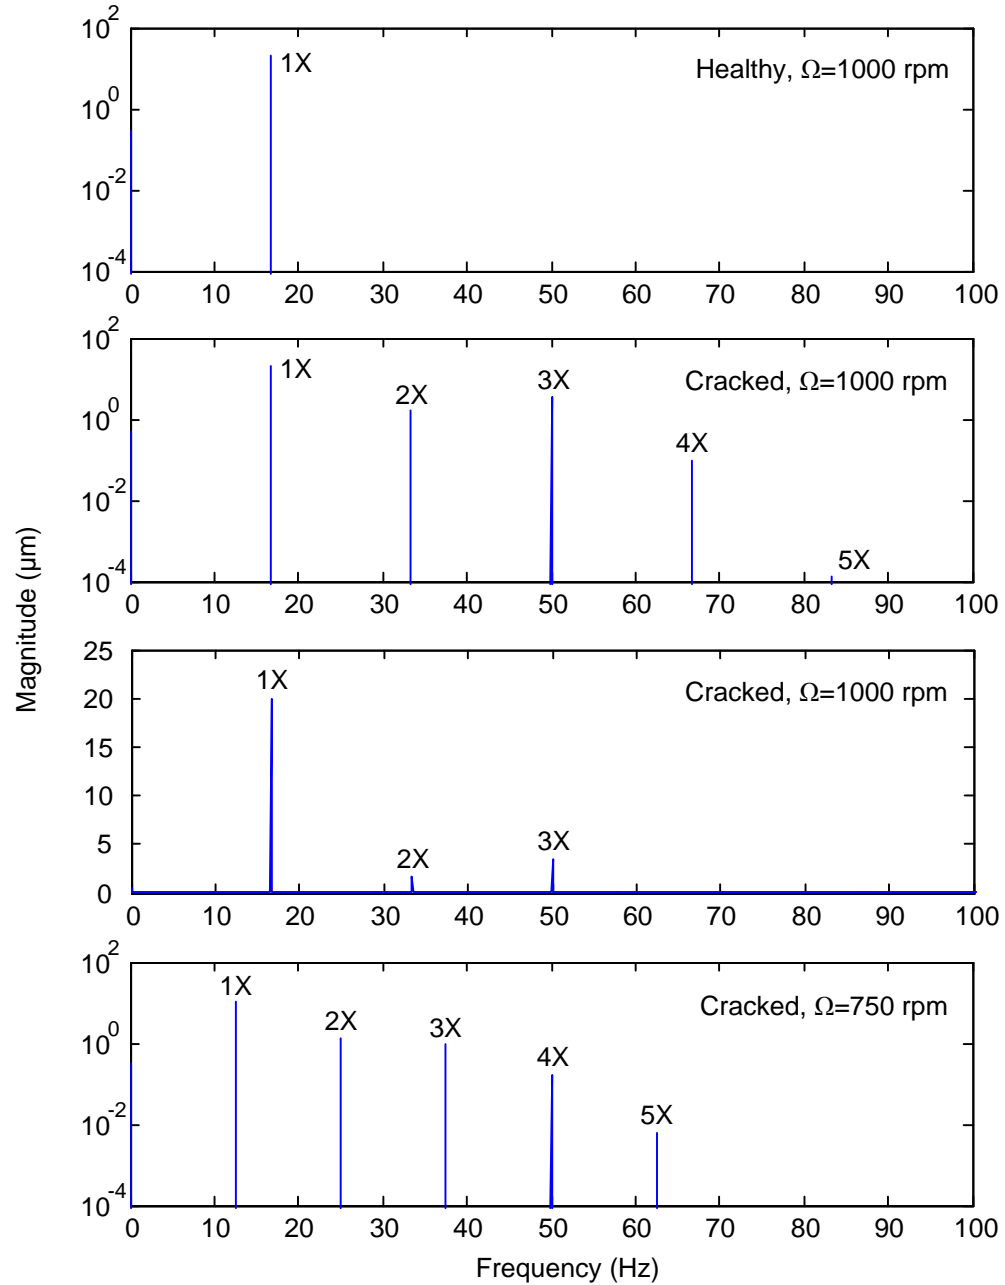 10^2
10^0
10^-2
10^-4
1X
Healthy, Ω=1000 rpm
0 10 20 30 40 50 60 70 80 90 100
10^2
10^0
10^-2
10^-4
1X
2X
3X
4X
5X
Cracked, Ω=1000 rpm
0 10 20 30 40 50 60 70 80 90 100
Magnitude (μm)
25
20
15
10
5
0
1X
2X
3X
Cracked, Ω=1000 rpm
0 10 20 30 40 50 60 70 80 90 100
10^2
10^0
10^-2
10^-4
1X
2X
3X
4X
5X
Cracked, Ω=750 rpm
0 10 20 30 40 50 60 70 80 90 100
Frequency (Hz)